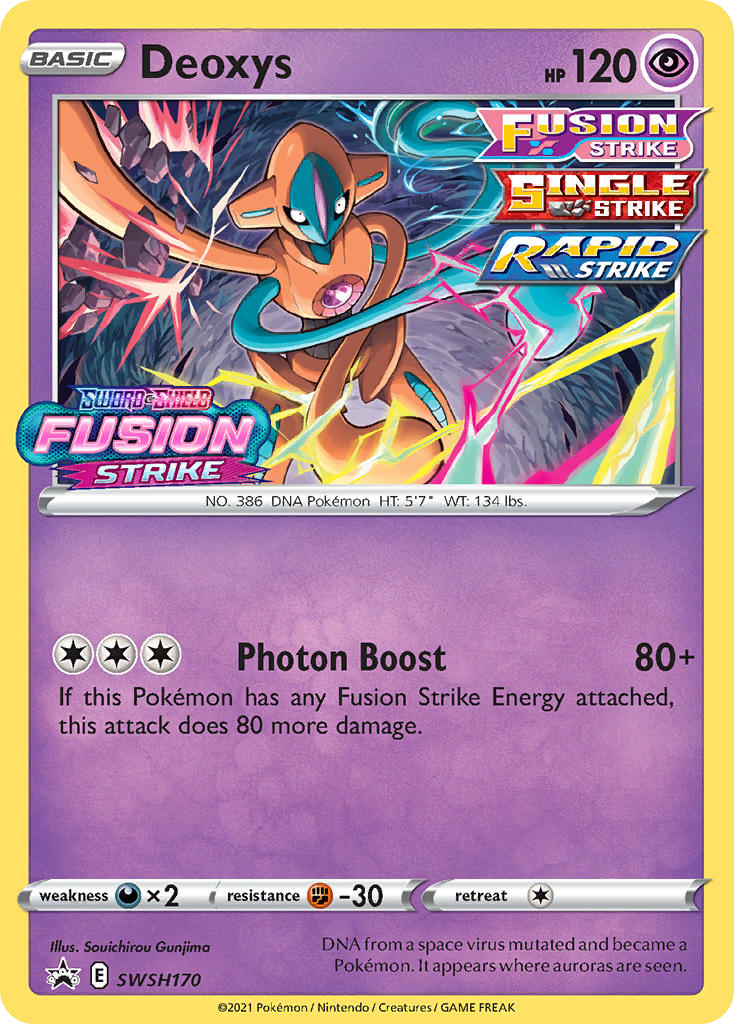 BASIC
Deoxys
HP 120
FUSION
STRIKE
SINGLE
STRIKE
RAPID
STRIKE
SWORD & SHIELD
FUSION
STRIKE
NO. 386 DNA Pokémon HT: 5'7" WT: 134 lbs.
Photon Boost 80+
If this Pokémon has any Fusion Strike Energy attached,
this attack does 80 more damage.
weakness ×2 resistance -30 retreat
Illus. Souichirou Gunjima
DNA from a space virus mutated and became a
Pokémon. It appears where auroras are seen.
E SWSH170
©2021 Pokémon / Nintendo / Creatures / GAME FREAK